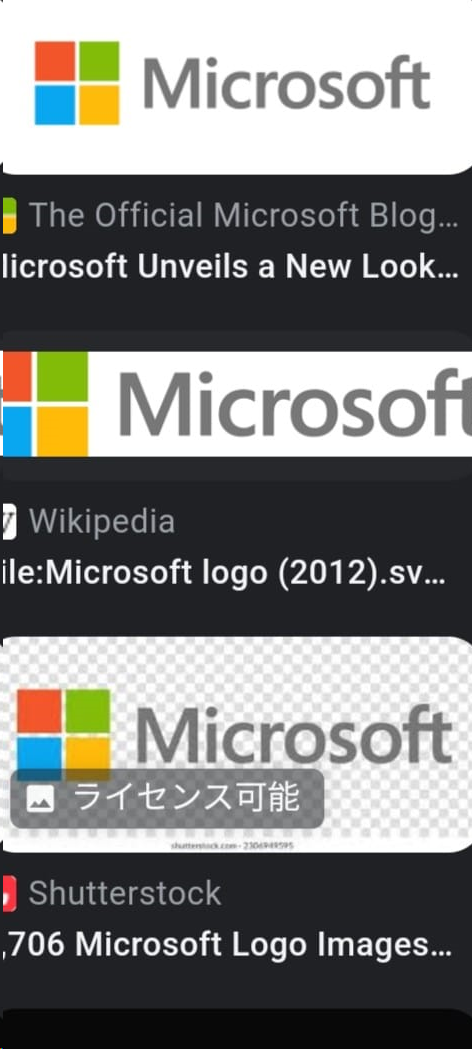 Microsoft
The Official Microsoft Blog...
licrosoft Unveils a New Look...
Microsoft
Wikipedia
ile:Microsoft logo (2012).sv...
Microsoft
ライセンス可能
shutterstock.com · 2306949595
Shutterstock
,706 Microsoft Logo Images...